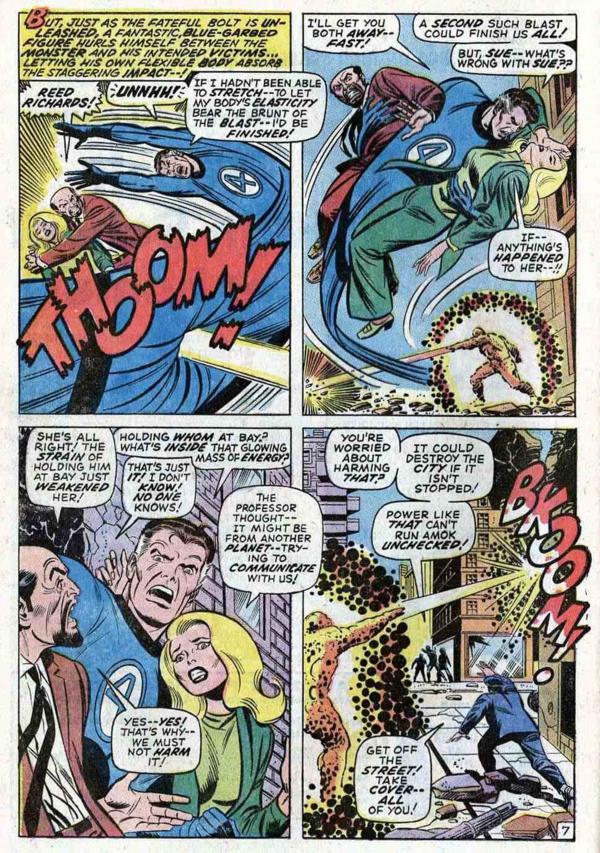 BUT, JUST AS THE FATEFUL BOLT IS UN-
LEASHED, A FANTASTIC, BLUE-GARBED
FIGURE HURLS HIMSELF BETWEEN THE
MONSTER AND HIS INTENDED VICTIMS...
LETTING HIS OWN FLEXIBLE BODY ABSORB
THE STAGGERING IMPACT--!
REED
RICHARDS!
UNNHH!
IF I HADN'T BEEN ABLE
TO STRETCH--TO LET
MY BODY'S ELASTICITY
BEAR THE BRUNT OF
THE BLAST--I'D BE
FINISHED!
THOOM!
I'LL GET YOU
BOTH AWAY--
FAST!
A SECOND SUCH BLAST
COULD FINISH US ALL!
BUT, SUE--WHAT'S
WRONG WITH SUE??
4
IF--
ANYTHING'S
HAPPENED
TO HER--!!
SHE'S ALL
RIGHT! THE
STRAIN OF
HOLDING HIM
AT BAY JUST
WEAKENED
HER!
HOLDING WHOM AT BAY?
WHAT'S INSIDE THAT GLOWING
MASS OF ENERGY?
THAT'S JUST
IT! I DON'T
KNOW!
NO ONE
KNOWS!
THE
PROFESSOR
THOUGHT--
IT MIGHT BE
FROM ANOTHER
PLANET--TRY-
ING TO
COMMUNICATE
WITH US!
4
YES--YES!
THAT'S WHY--
WE MUST
NOT HARM
IT!
YOU'RE
WORRIED
ABOUT
HARMING
THAT?
IT COULD
DESTROY THE
CITY IF IT
ISN'T
STOPPED!
POWER LIKE
THAT CAN'T
RUN AMOK
UNCHECKED!
BKOOM!
GET OFF
THE
STREET!
TAKE
COVER--
ALL
OF YOU!
7